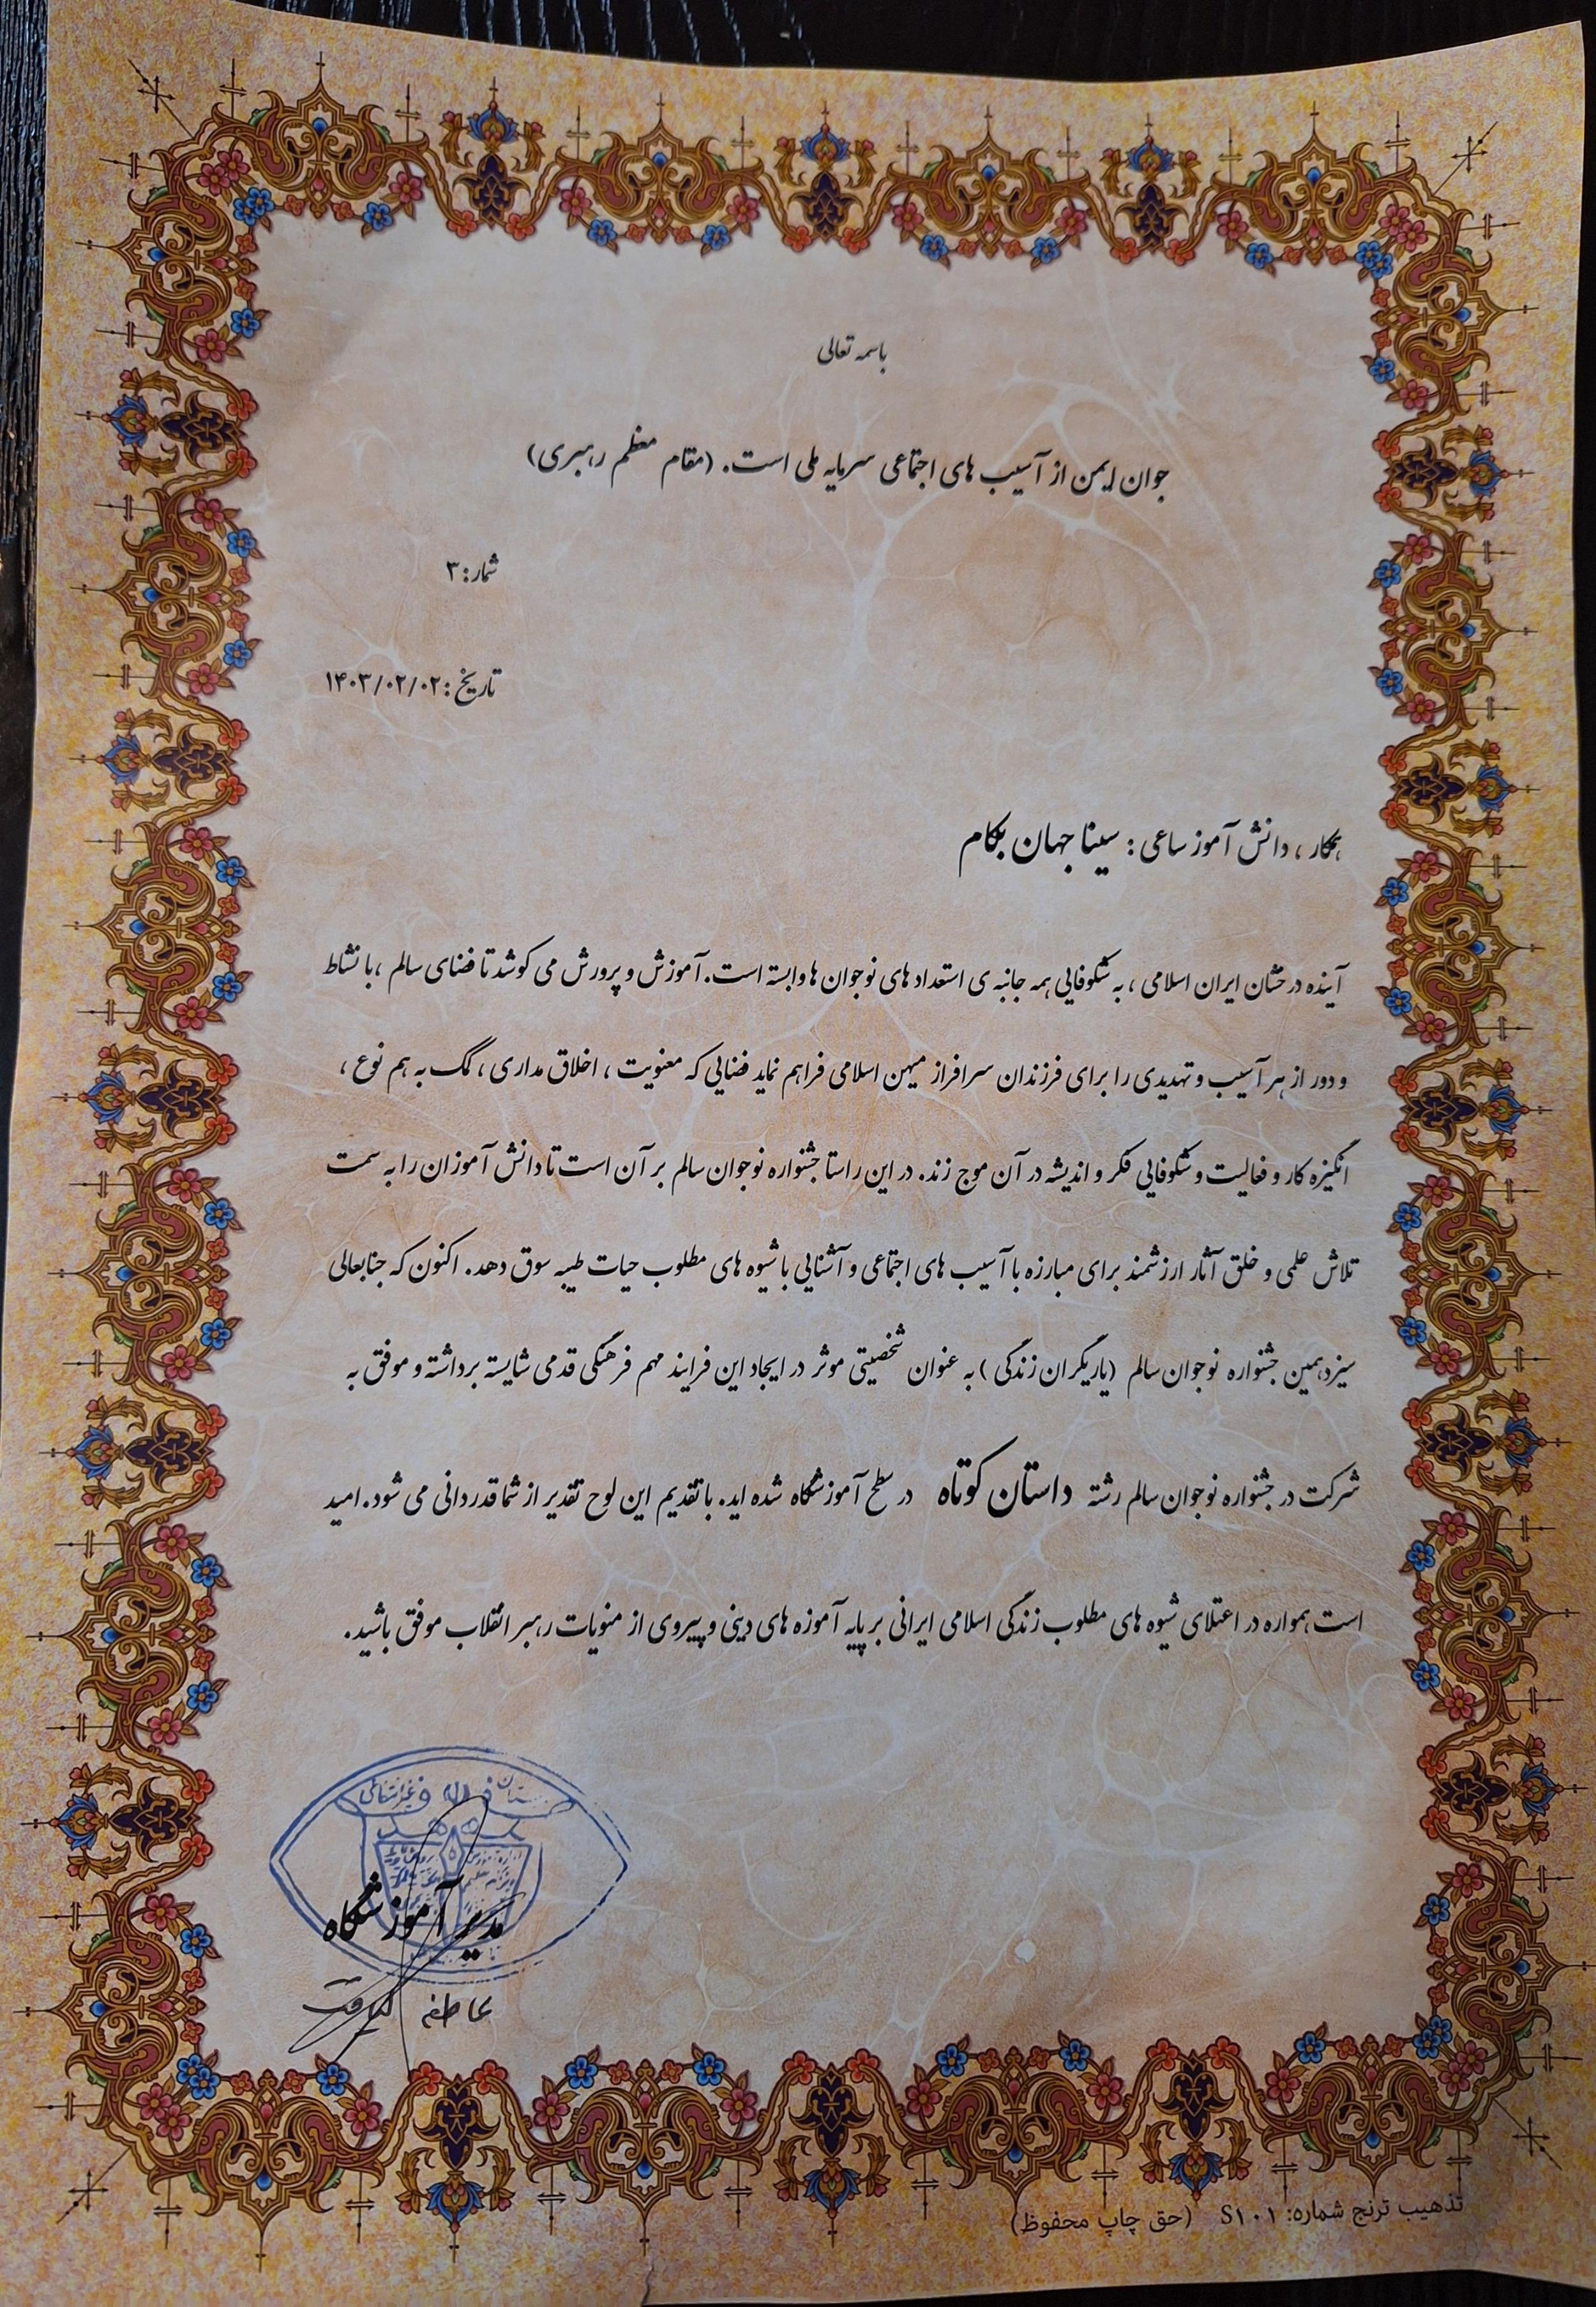 باسمه تعالی
جوان ایمن از آسیب های اجتماعی سرمایه ملی است. (مقام معظم رهبری)
شمار: ۳
تاریخ: ۱۴۰۳/۰۲/۰۲
همکار ، دانش آموز ساعی : سینا جهان بکام
آینده درخشان ایران اسلامی ، به شکوفایی همه جانبه ی استعداد های نوجوان ها وابسته است. آموزش و پرورش می کوشد تا فضای سالم ، با نشاط
و دور از هر آسیب و تهدیدی را برای فرزندان سرافراز میهن اسلامی فراهم نماید فضایی که معنویت ، اخلاق مداری ، کمک به هم نوع ،
انگیزه کار و فعالیت و شکوفایی فکر و اندیشه در آن موج زند. در این راستا جشنواره نوجوان سالم بر آن است تا دانش آموزان را به سمت
تلاش علمی و خلق آثار ارزشمند برای مبارزه با آسیب های اجتماعی و آشنایی با شیوه های مطلوب حیات طیبه سوق دهد. اکنون که جنابعالی
سیزدهمین جشنواره نوجوان سالم (یاریگران زندگی) به عنوان شخصیتی موثر در ایجاد این فرایند مهم فرهنگی قدمی شایسته برداشته و موفق به
شرکت در جشنواره نوجوان سالم رشته داستان کوتاه در سطح آموزشگاه شده اید. با تقدیم این لوح تقدیر از شما قدردانی می شود. امید
است همواره در اعتلای شیوه های مطلوب زندگی اسلامی ایرانی بر پایه آموزه های دینی و پیروی از منویات رهبر انقلاب موفق باشید.
غیرانتفاعی
مدیر آموزشگاه
عاطفه
تذهیب ترنج شماره: S۱۰۱ (حق چاپ محفوظ)